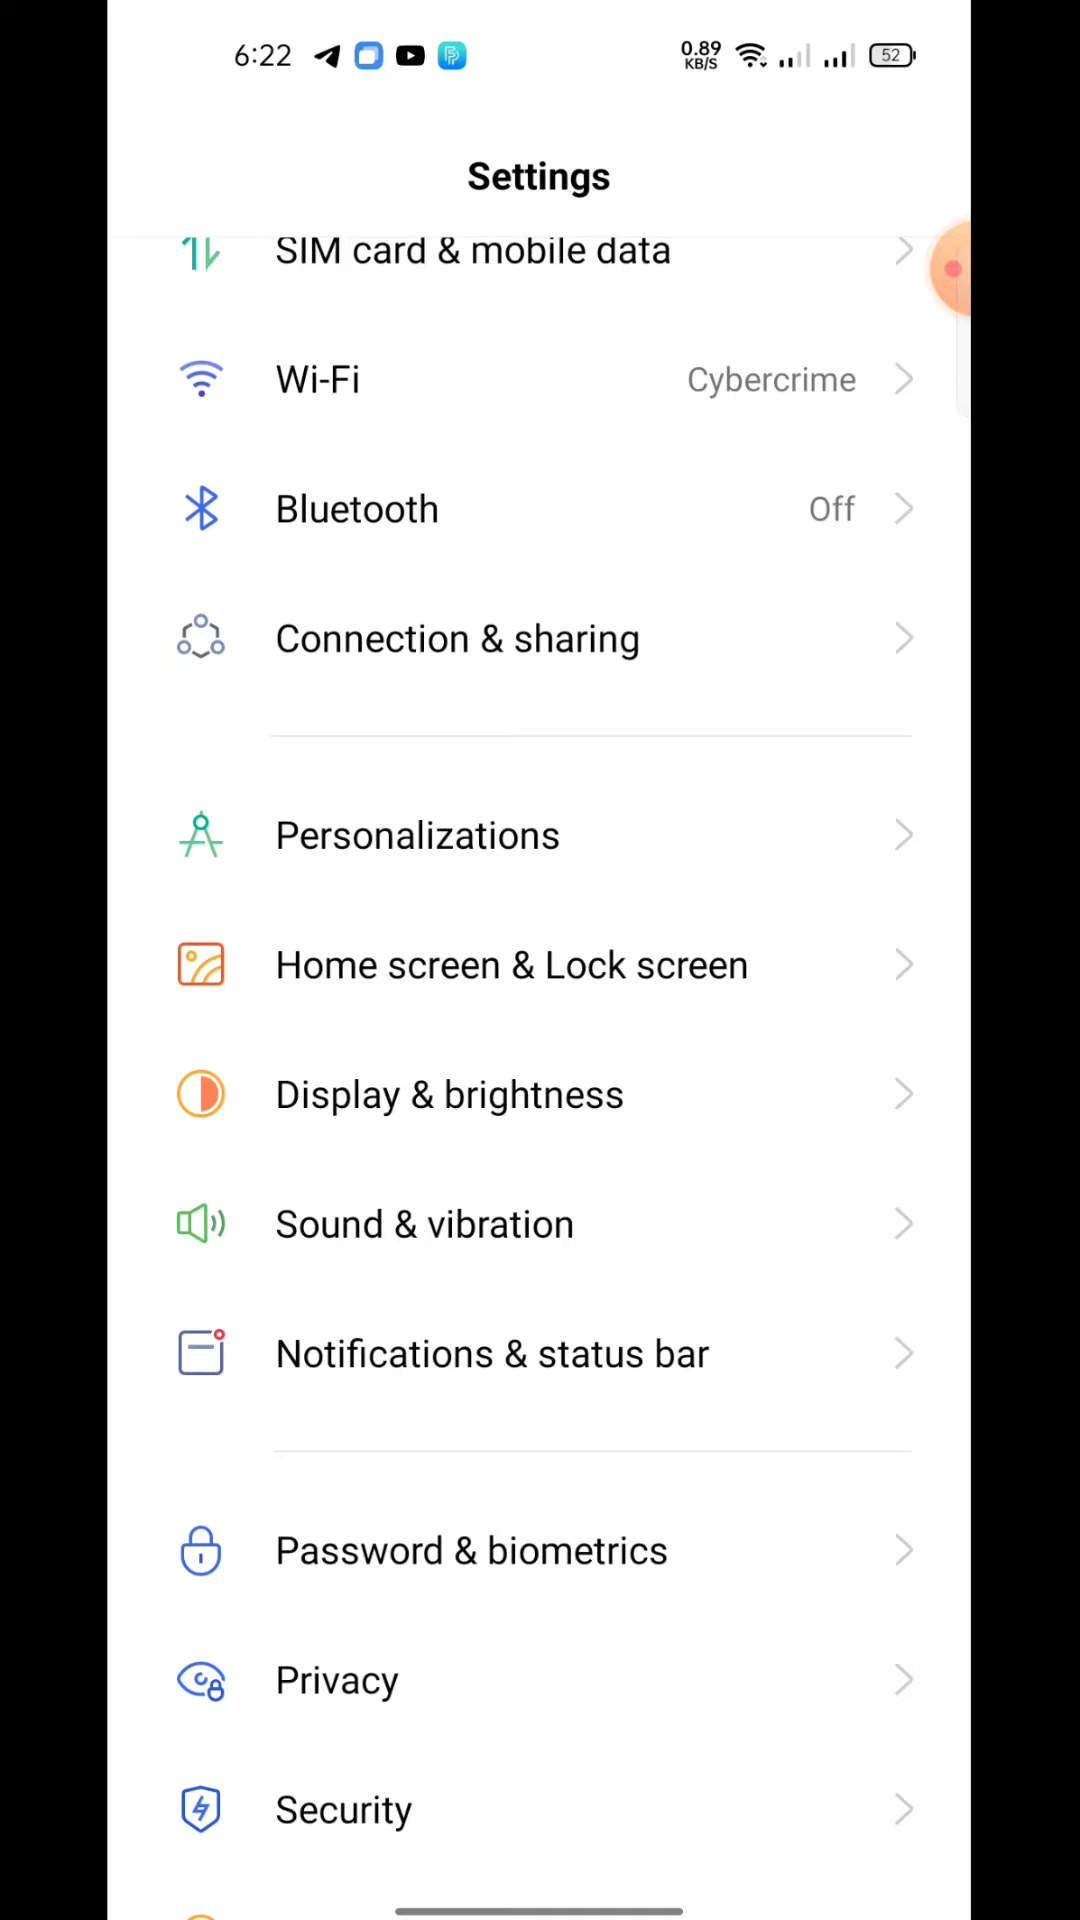 6:22
0.89
KB/S
52
Settings
SIM card & mobile data
Wi-Fi Cybercrime
Bluetooth Off
Connection & sharing
Personalizations
Home screen & Lock screen
Display & brightness
Sound & vibration
Notifications & status bar
Password & biometrics
Privacy
Security